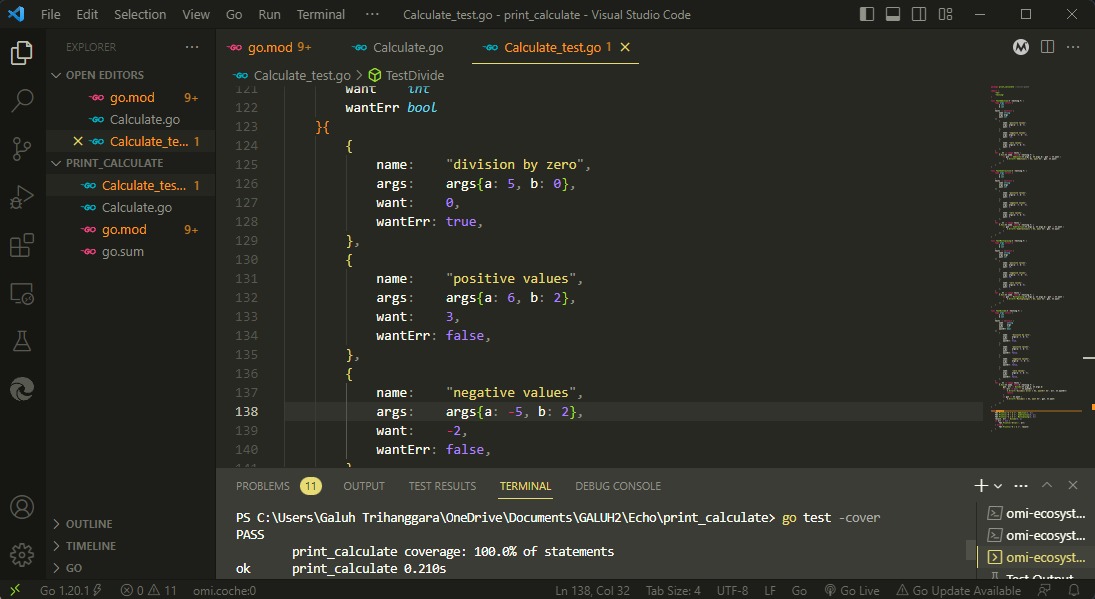 File Edit Selection View Go Run Terminal ··· Calculate_test.go - print_calculate - Visual Studio Code
EXPLORER ···
OPEN EDITORS
go.mod 9+
Calculate.go
Calculate_te... 1
PRINT_CALCULATE
Calculate_tes... 1
Calculate.go
go.mod 9+
go.sum
OUTLINE
TIMELINE
GO
go.mod 9+ Calculate.go Calculate_test.go 1
Calculate_test.go > TestDivide
121 want int
122 wantErr bool
123 }{
124 {
125 name: "division by zero",
126 args: args{a: 5, b: 0},
127 want: 0,
128 wantErr: true,
129 },
130 {
131 name: "positive values",
132 args: args{a: 6, b: 2},
133 want: 3,
134 wantErr: false,
135 },
136 {
137 name: "negative values",
138 args: args{a: -5, b: 2},
139 want: -2,
140 wantErr: false,
PROBLEMS 11 OUTPUT TEST RESULTS TERMINAL DEBUG CONSOLE
PS C:\Users\Galuh Trihanggara\OneDrive\Documents\GALUH2\Echo\print_calculate> go test -cover
PASS
print_calculate coverage: 100.0% of statements
ok print_calculate 0.210s
omi-ecosyst...
omi-ecosyst...
omi-ecosyst...
Test Output
Go 1.20.1 0 11 omi.coche:0 Ln 138, Col 32 Tab Size: 4 UTF-8 LF Go Go Live Go Update Available